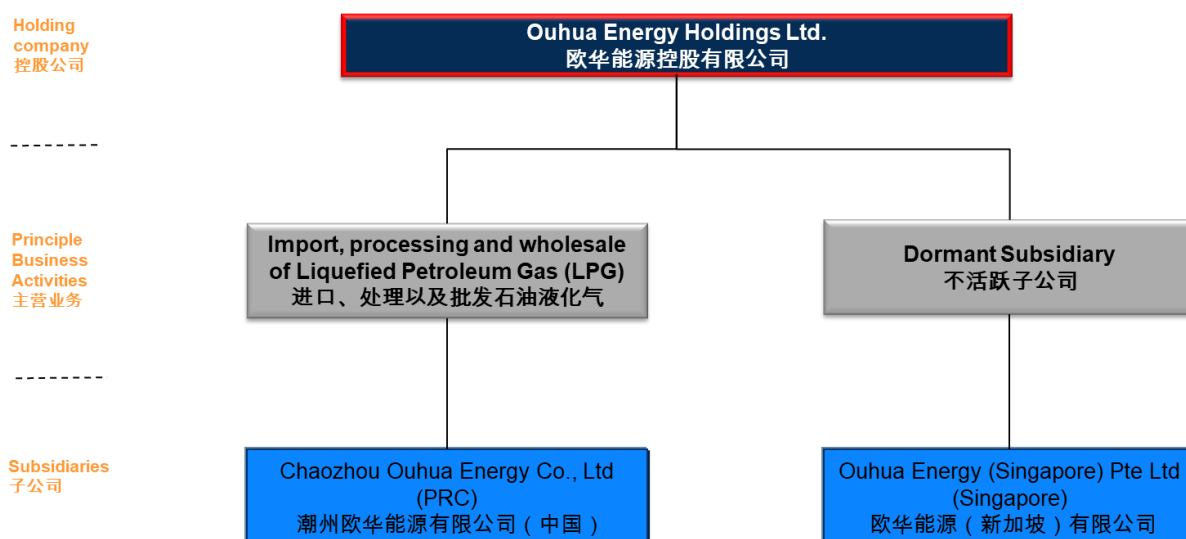 Holding
company
控股公司
Ouhua Energy Holdings Ltd.
欧华能源控股有限公司
Principle
Business
Activities
主营业务
Import, processing and wholesale
of Liquefied Petroleum Gas (LPG)
进口、处理以及批发石油液化气
Dormant Subsidiary
不活跃子公司
Subsidiaries
子公司
Chaozhou Ouhua Energy Co., Ltd
(PRC)
潮州欧华能源有限公司（中国）
Ouhua Energy (Singapore) Pte Ltd
(Singapore)
欧华能源（新加坡）有限公司